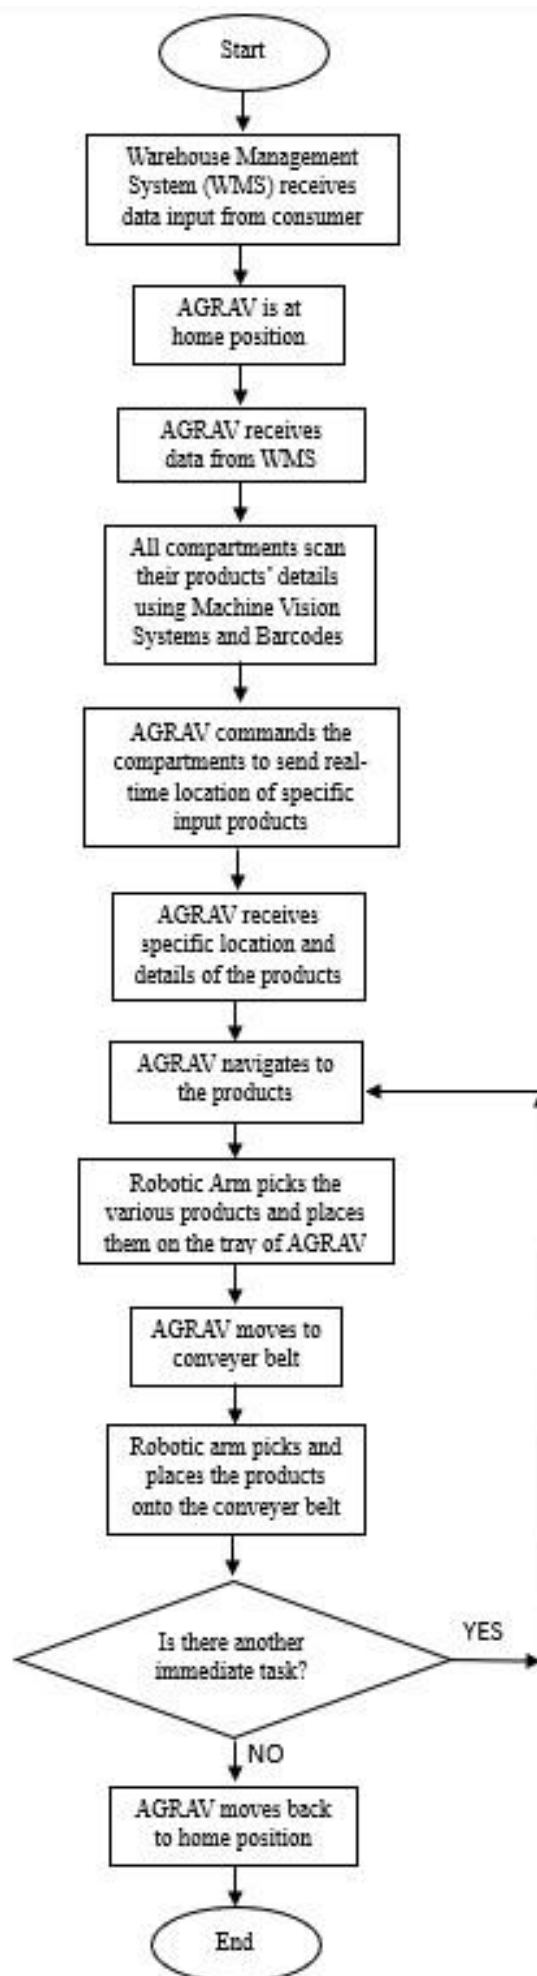 Start
Warehouse Management
System (WMS) receives
data input from consumer
AGRAV is at
home position
AGRAV receives
data from WMS
All compartments scan
their products' details
using Machine Vision
Systems and Barcodes
AGRAV commands the
compartments to send real-
time location of specific
input products
AGRAV receives
specific location and
details of the products
AGRAV navigates to
the products
Robotic Arm picks the
various products and places
them on the tray of AGRAV
AGRAV moves to
conveyer belt
Robotic arm picks and
places the products
onto the conveyer belt
Is there another
immediate task?
YES
NO
AGRAV moves back
to home position
End